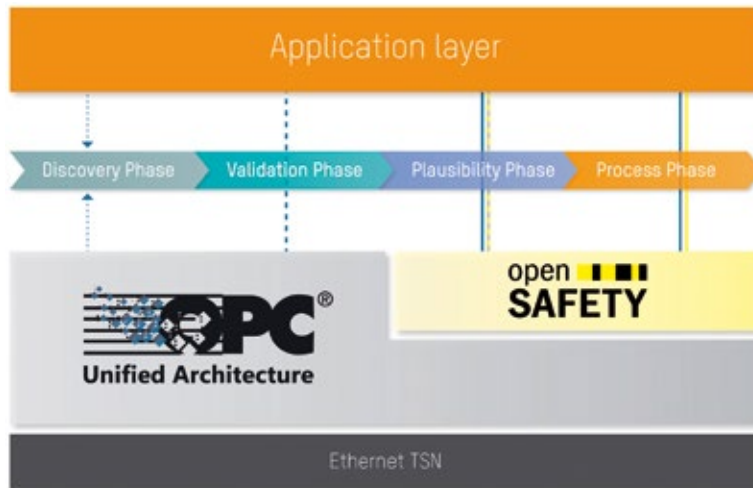 Application layer
Discovery Phase
Validation Phase
Plausibility Phase
Process Phase
OPC®
Unified Architecture
open
SAFETY
Ethernet TSN